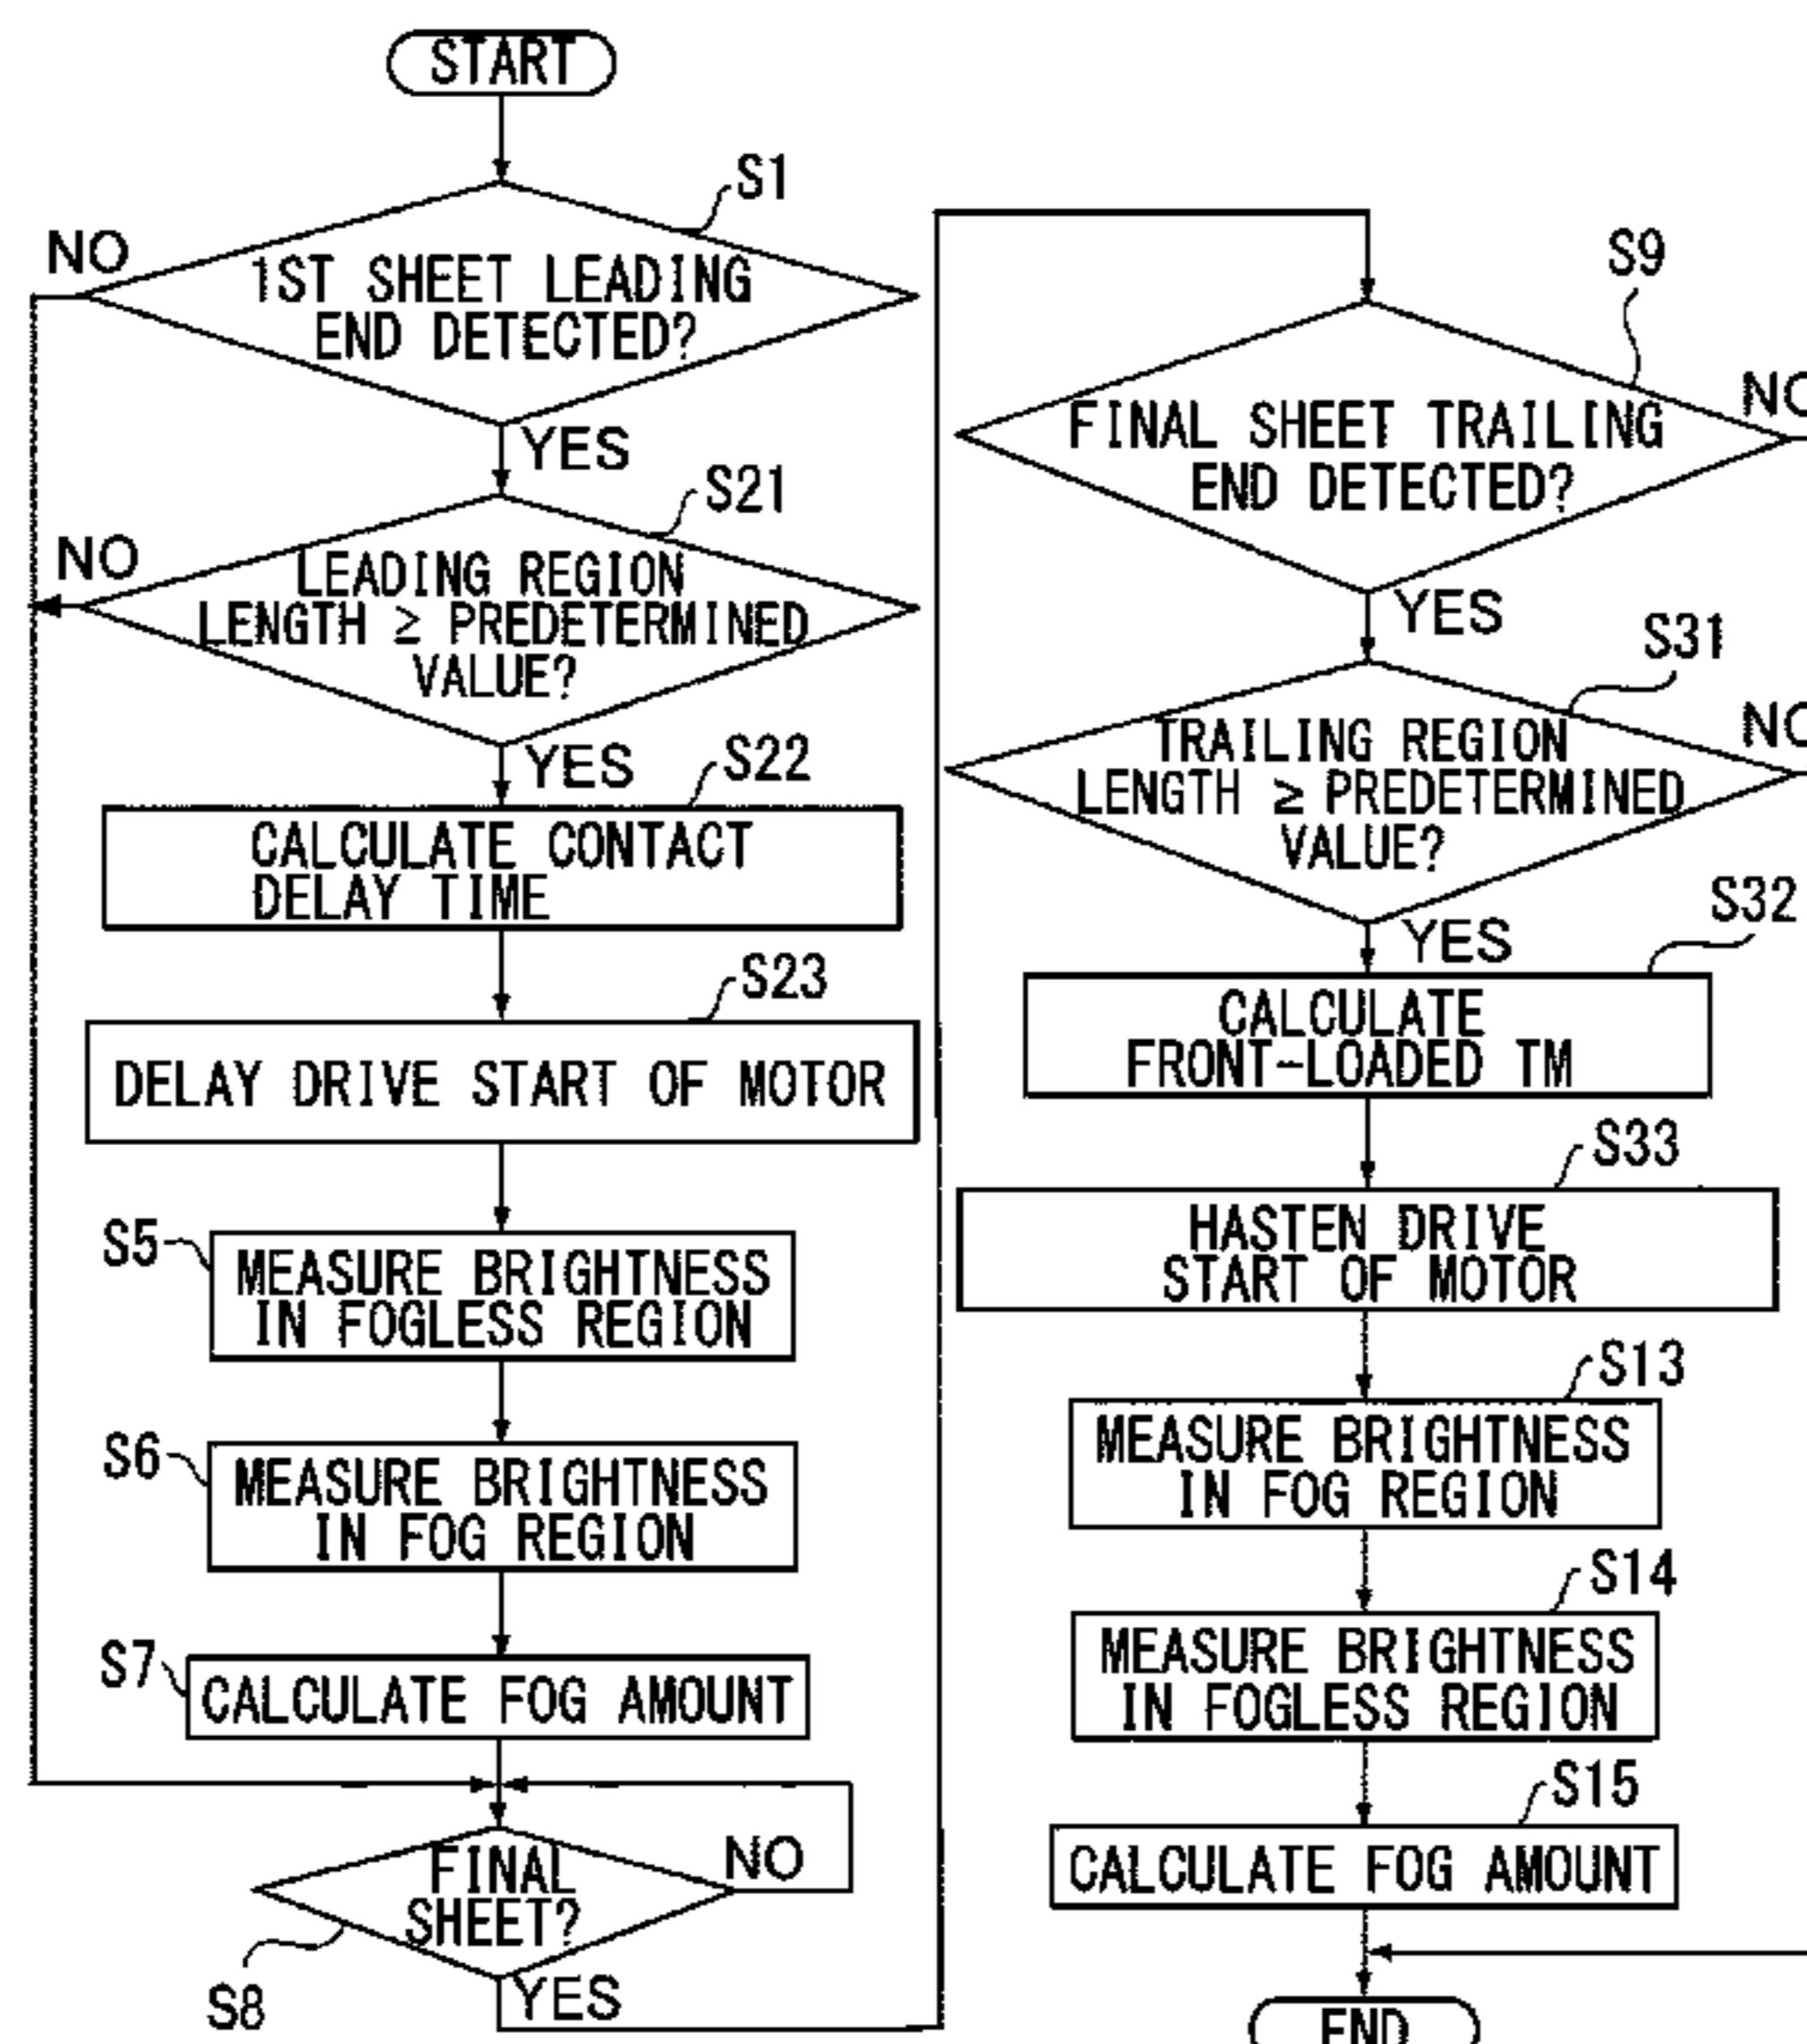 START
S1
NO
1ST SHEET LEADING
END DETECTED?
YES
S21
NO
LEADING REGION
LENGTH ≥ PREDETERMINED
VALUE?
YES
S22
CALCULATE CONTACT
DELAY TIME
S23
DELAY DRIVE START OF MOTOR
S5
MEASURE BRIGHTNESS
IN FOGLESS REGION
S6
MEASURE BRIGHTNESS
IN FOG REGION
S7
CALCULATE FOG AMOUNT
FINAL
SHEET?
NO
S8
YES
S9
NO
FINAL SHEET TRAILING
END DETECTED?
YES
S31
NO
TRAILING REGION
LENGTH ≥ PREDETERMINED
VALUE?
YES
S32
CALCULATE
FRONT-LOADED TM
S33
HASTEN DRIVE
START OF MOTOR
S13
MEASURE BRIGHTNESS
IN FOG REGION
S14
MEASURE BRIGHTNESS
IN FOGLESS REGION
S15
CALCULATE FOG AMOUNT
END